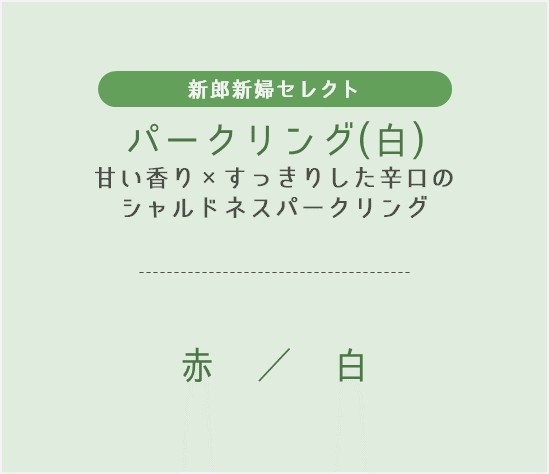 新郎新婦セレクト
パークリング(白)
甘い香り×すっきりした辛口の
シャルドネスパークリング
赤 ／ 白